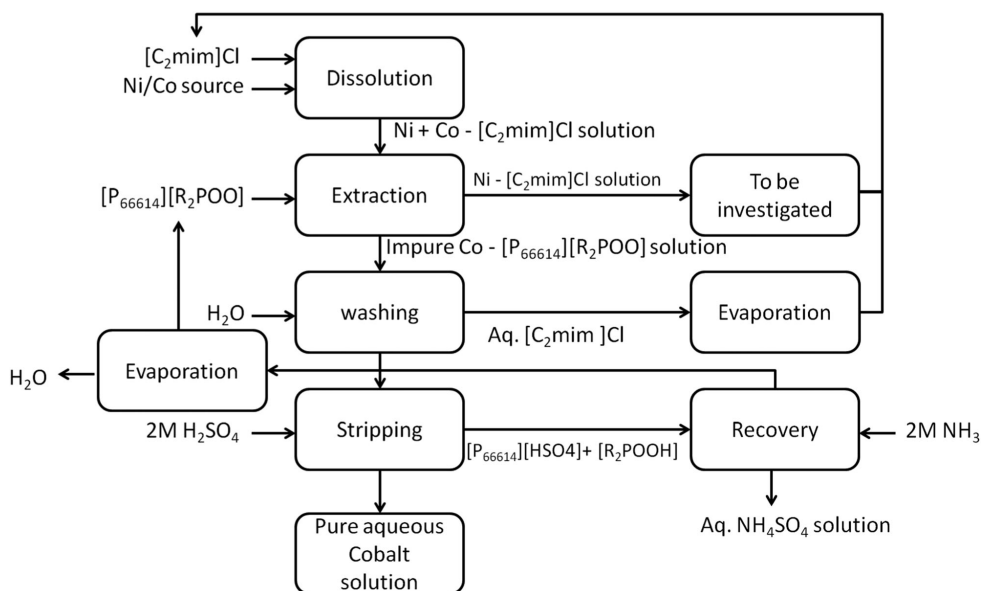 [C₂mim]Cl
Ni/Co source
Dissolution
Ni + Co - [C₂mim]Cl solution
[P₆₆₆₁₄][R₂POO]
Extraction
Ni - [C₂mim]Cl solution
To be
investigated
Impure Co - [P₆₆₆₁₄][R₂POO] solution
H₂O
washing
Aq. [C₂mim ]Cl
Evaporation
H₂O
Evaporation
2M H₂SO₄
Stripping
[P₆₆₆₁₄][HSO4]+ [R₂POOH]
Recovery
2M NH₃
Pure aqueous
Cobalt
solution
Aq. NH₄SO₄ solution